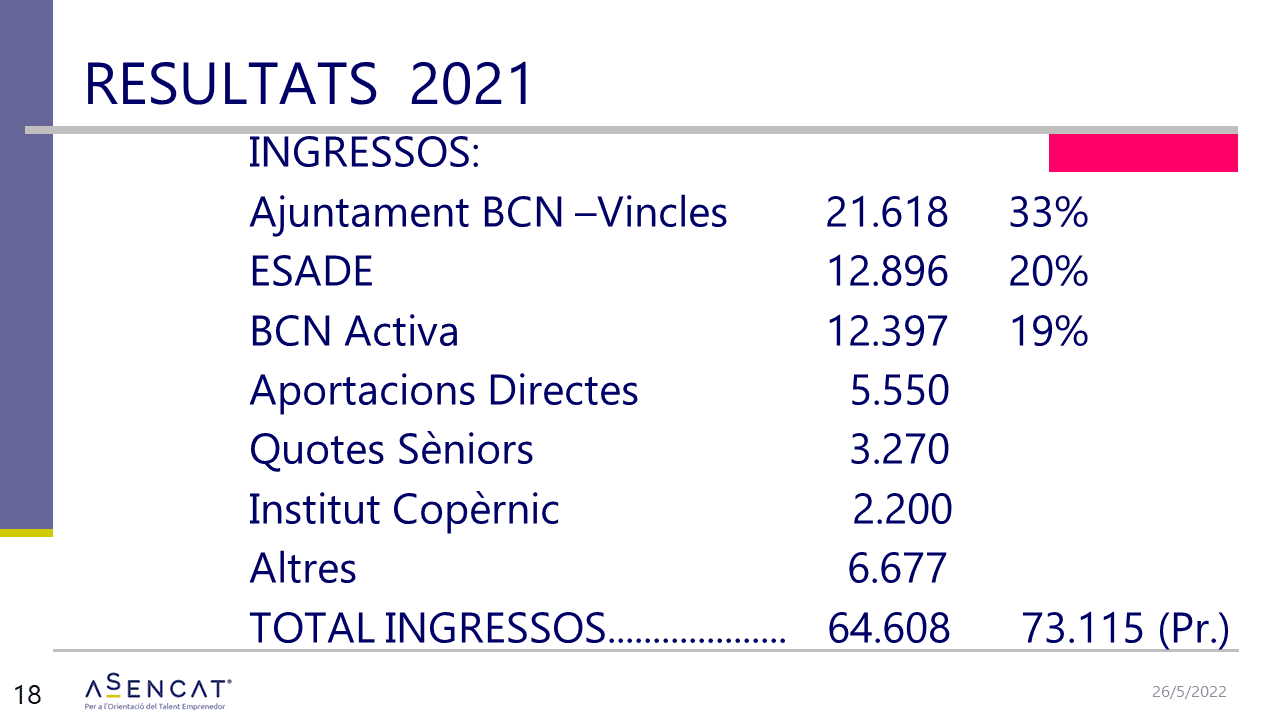 RESULTATS 2021
INGRESSOS:
Ajuntament BCN –Vincles 21.618 33%
ESADE 12.896 20%
BCN Activa 12.397 19%
Aportacions Directes 5.550
Quotes Sèniors 3.270
Institut Copèrnic 2.200
Altres 6.677
TOTAL INGRESSOS.................... 64.608 73.115 (Pr.)
18
ASENCAT®
Per a l'Orientació del Talent Emprenedor
26/5/2022